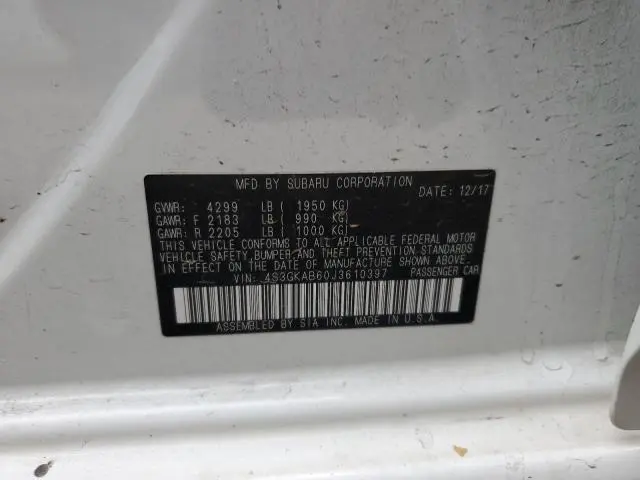 MFD BY SUBARU CORPORATION
DATE: 12/17
GVWR: 4299 LB ( 1950 KG)
GAWR: F 2183 LB ( 990 KG)
GAWR: R 2205 LB ( 1000 KG)
THIS VEHICLE CONFORMS TO ALL APPLICABLE FEDERAL MOTOR
VEHICLE SAFETY, BUMPER AND THEFT PREVENTION STANDARDS
IN EFFECT ON THE DATE OF MANUFACTURE SHOWN ABOVE.
VIN: 4S3GKAB60J3610397 PASSENGER CAR
ASSEMBLED BY SIA INC. MADE IN U.S.A.